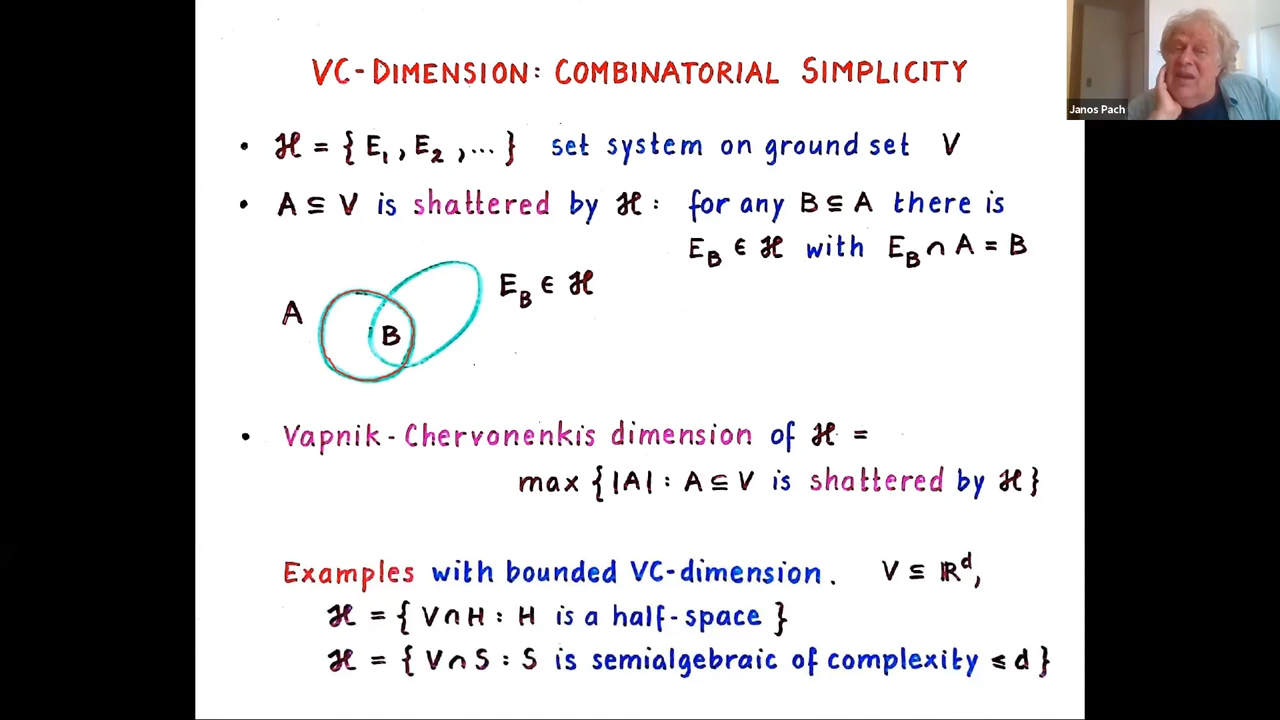 VC-DIMENSION: COMBINATORIAL SIMPLICITY
Janos Pach
• ℋ = { E₁, E₂, ... } set system on ground set V
• A ⊆ V is shattered by ℋ: for any B ⊆ A there is
E_B ∈ ℋ with E_B ∩ A = B
E_B ∈ ℋ
A
B
• Vapnik-Chervonenkis dimension of ℋ =
max {|A| : A ⊆ V is shattered by ℋ}
Examples with bounded VC-dimension. V ⊆ ℝᵈ,
ℋ = { V ∩ H : H is a half-space }
ℋ = { V ∩ S : S is semialgebraic of complexity ≤ d }